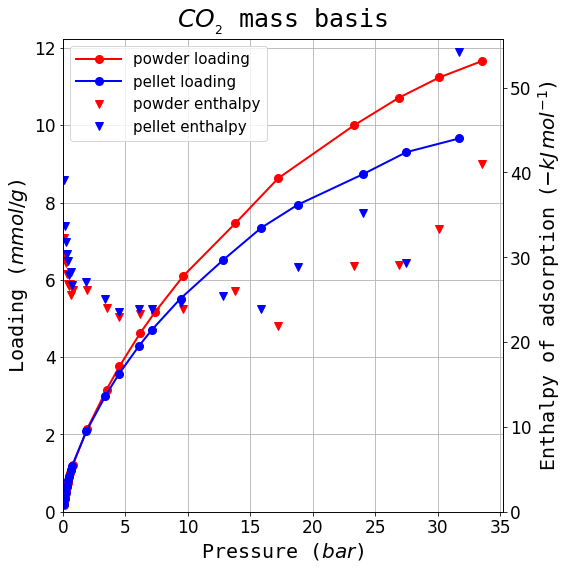 CO₂ mass basis
powder loading
pellet loading
powder enthalpy
pellet enthalpy
Loading (mmol/g)
12
10
8
6
4
2
0
Enthalpy of adsorption (−kJmol⁻¹)
50
40
30
20
10
0
0 5 10 15 20 25 30 35
Pressure (bar)